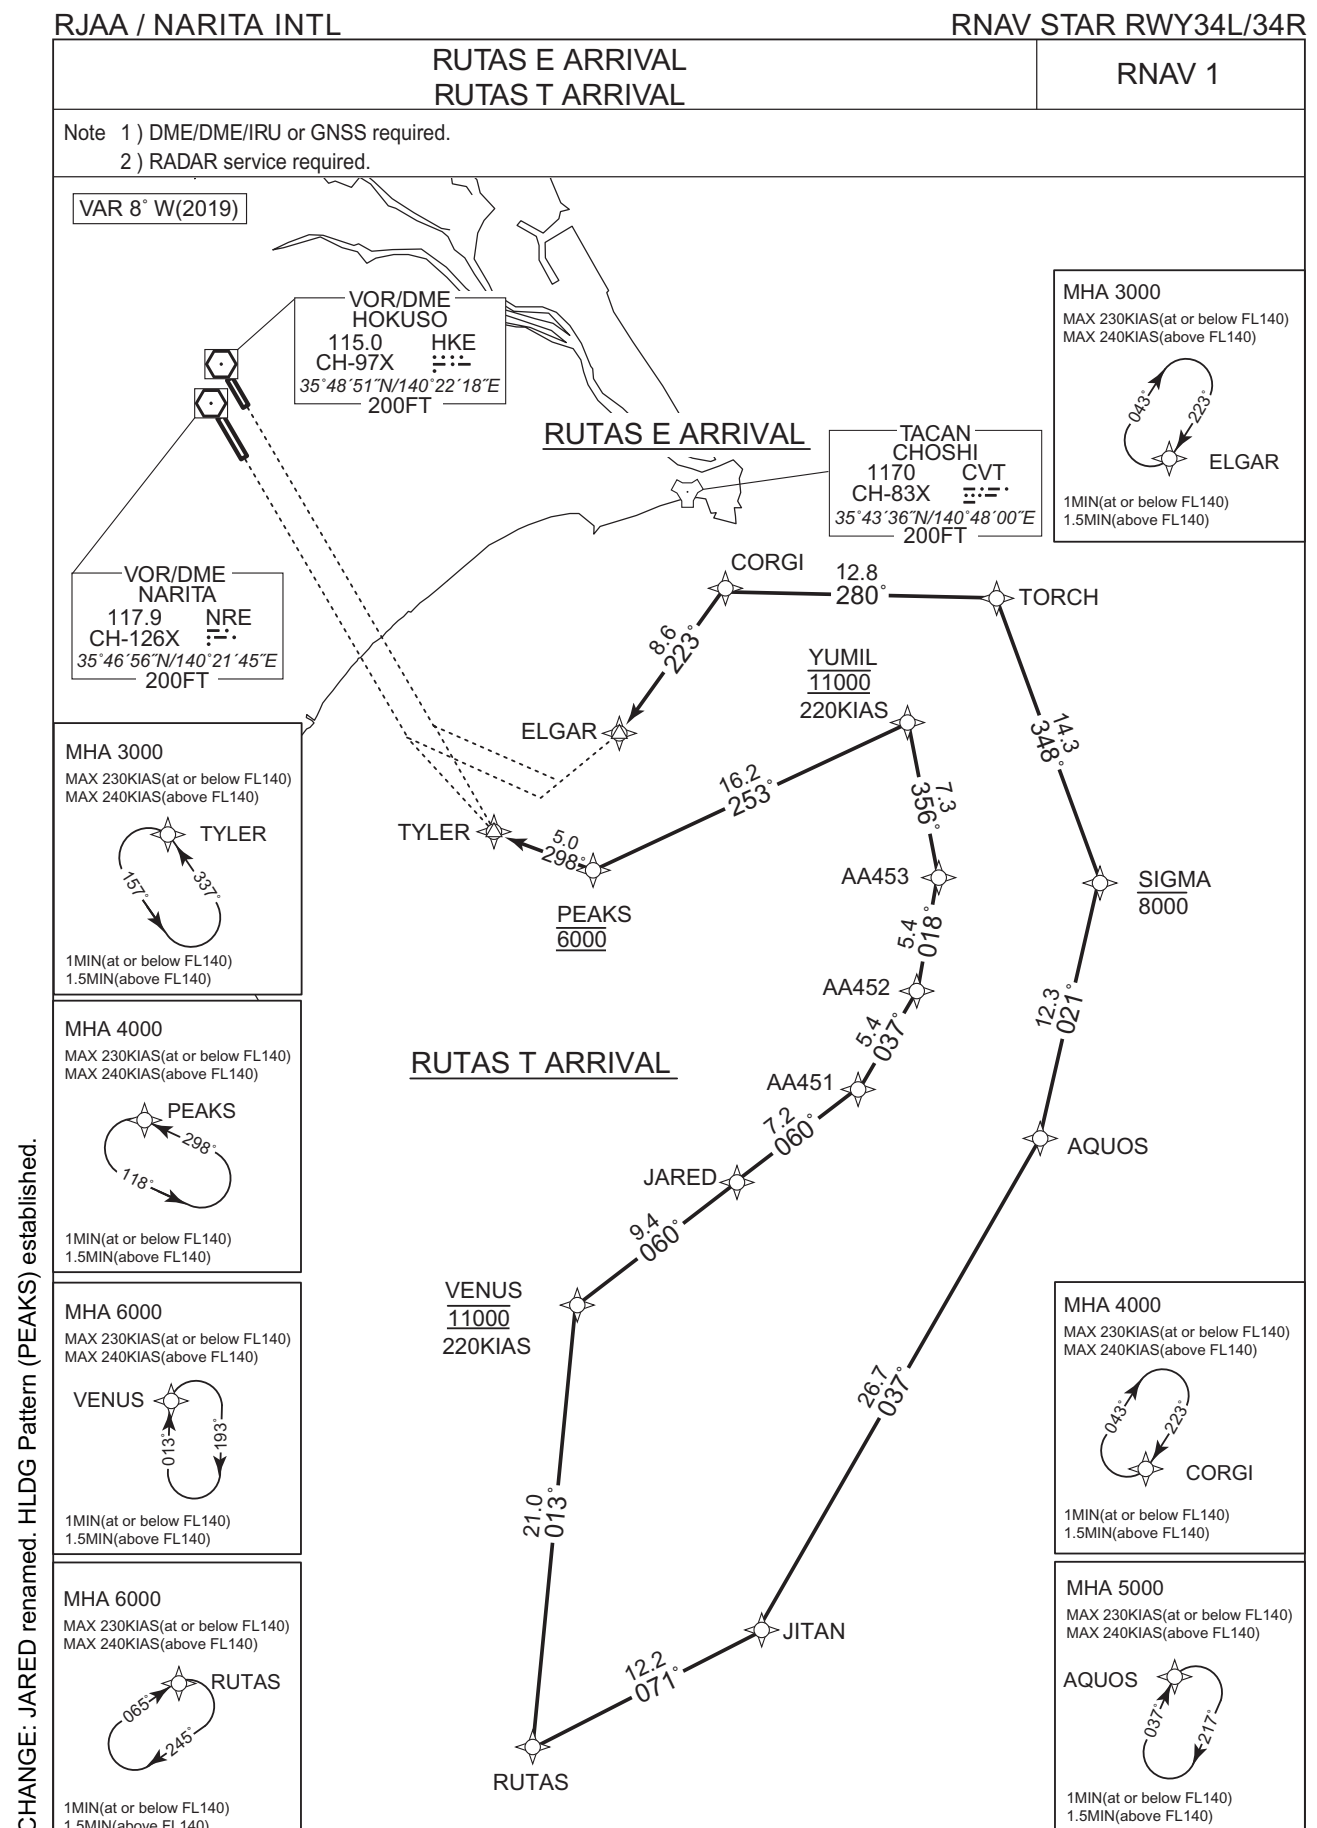 RJAA / NARITA INTL
RNAV STAR RWY34L/34R
RUTAS E ARRIVAL
RUTAS T ARRIVAL
RNAV 1
Note 1 ) DME/DME/IRU or GNSS required.
2 ) RADAR service required.
VAR 8° W(2019)
VOR/DME
HOKUSO
115.0 HKE
CH-97X
35°48´51˝N/140°22´18˝E
200FT
MHA 3000
MAX 230KIAS(at or below FL140)
MAX 240KIAS(above FL140)
043°
223°
ELGAR
1MIN(at or below FL140)
1.5MIN(above FL140)
RUTAS E ARRIVAL
TACAN
CHOSHI
1170 CVT
CH-83X
35°43´36˝N/140°48´00˝E
200FT
VOR/DME
NARITA
117.9 NRE
CH-126X
35°46´56˝N/140°21´45˝E
200FT
CORGI
12.8
280°
TORCH
8.6
223°
YUMIL
11000
220KIAS
ELGAR
14.3
348°
16.2
253°
7.3
356°
TYLER
5.0
298°
PEAKS
6000
AA453
SIGMA
8000
5.4
018°
AA452
12.3
021°
5.4
037°
RUTAS T ARRIVAL
AA451
7.2
060°
AQUOS
JARED
9.4
060°
VENUS
11000
220KIAS
26.7
037°
21.0
013°
JITAN
12.2
071°
RUTAS
MHA 3000
MAX 230KIAS(at or below FL140)
MAX 240KIAS(above FL140)
TYLER
157°
337°
1MIN(at or below FL140)
1.5MIN(above FL140)
MHA 4000
MAX 230KIAS(at or below FL140)
MAX 240KIAS(above FL140)
PEAKS
298°
118°
1MIN(at or below FL140)
1.5MIN(above FL140)
MHA 6000
MAX 230KIAS(at or below FL140)
MAX 240KIAS(above FL140)
VENUS
013°
193°
1MIN(at or below FL140)
1.5MIN(above FL140)
MHA 6000
MAX 230KIAS(at or below FL140)
MAX 240KIAS(above FL140)
RUTAS
065°
245°
1MIN(at or below FL140)
1.5MIN(above FL140)
MHA 4000
MAX 230KIAS(at or below FL140)
MAX 240KIAS(above FL140)
043°
223°
CORGI
1MIN(at or below FL140)
1.5MIN(above FL140)
MHA 5000
MAX 230KIAS(at or below FL140)
MAX 240KIAS(above FL140)
AQUOS
037°
217°
1MIN(at or below FL140)
1.5MIN(above FL140)
CHANGE: JARED renamed. HLDG Pattern (PEAKS) established.